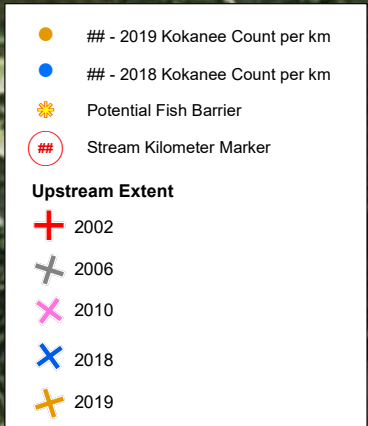 ## - 2019 Kokanee Count per km
## - 2018 Kokanee Count per km
Potential Fish Barrier
## Stream Kilometer Marker
Upstream Extent
2002
2006
2010
2018
2019